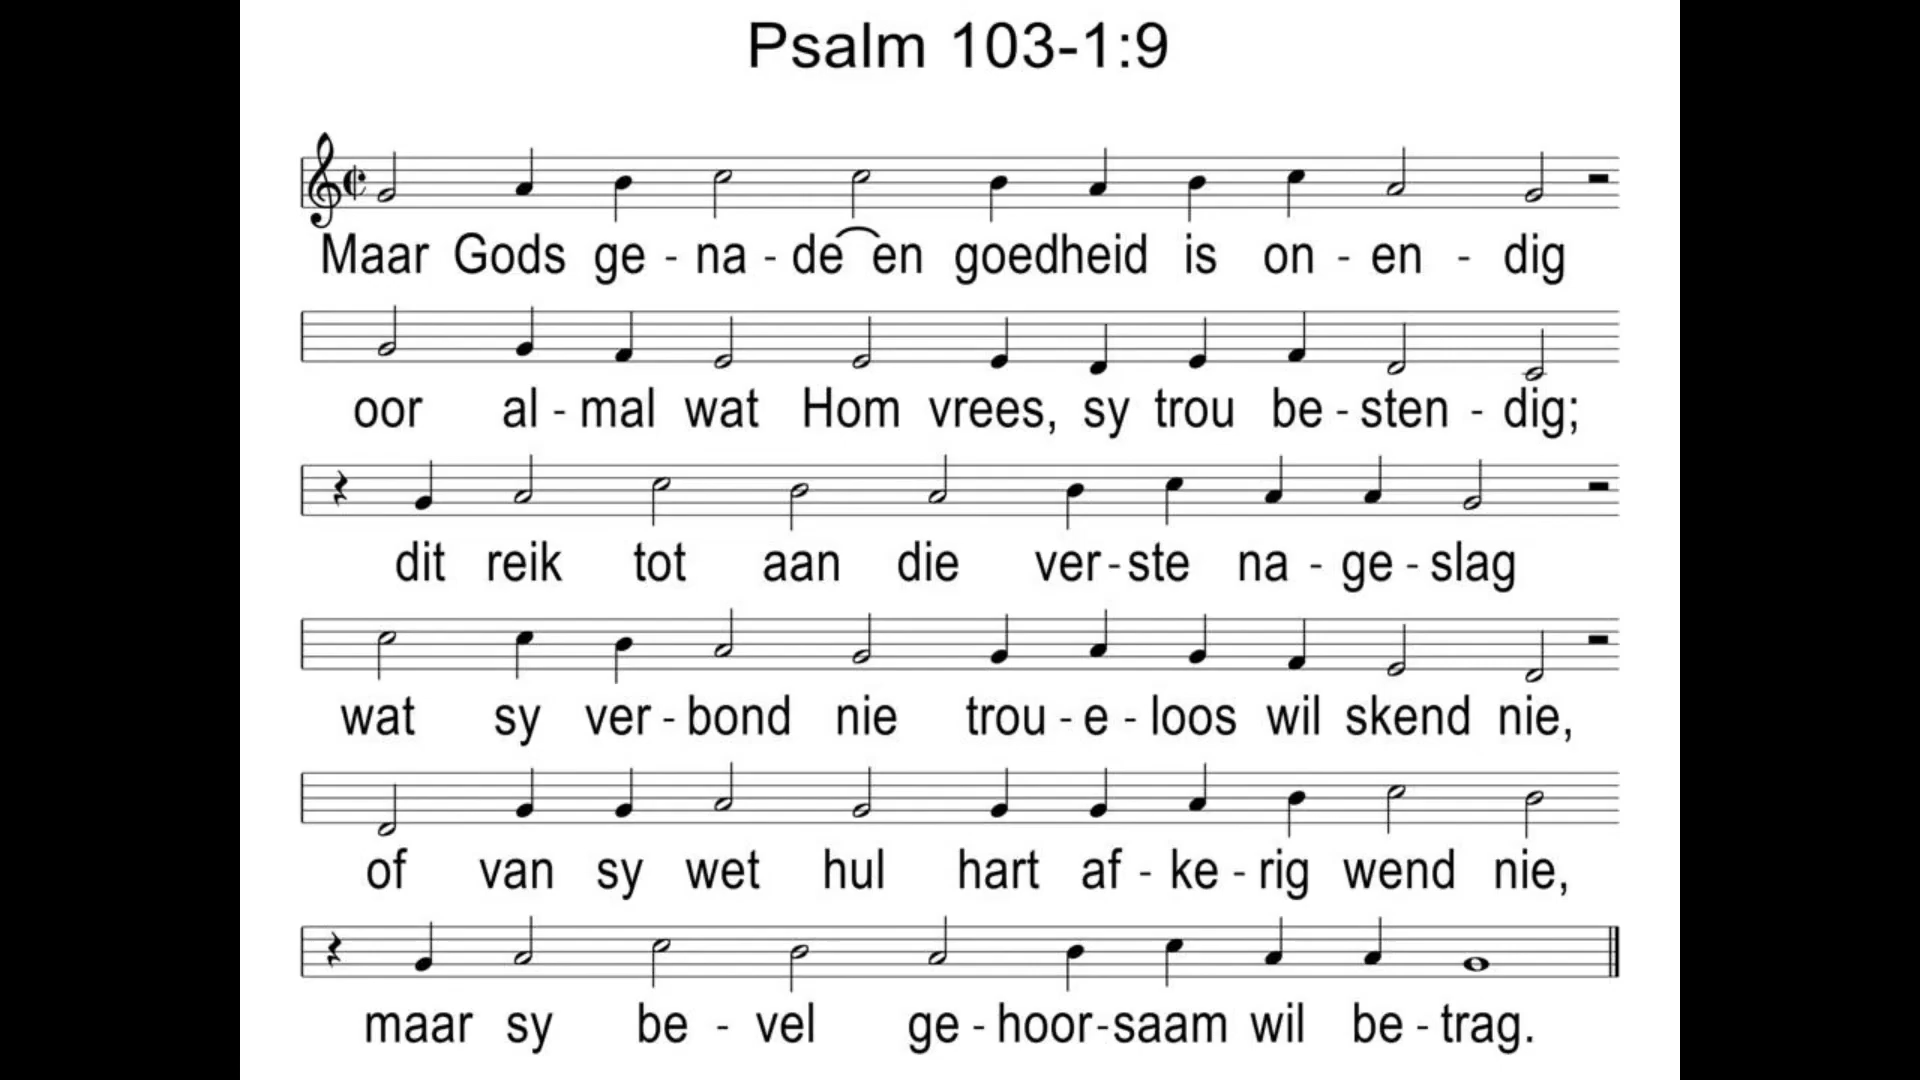 Psalm 103-1:9
Maar Gods ge - na - de͡ en goedheid is on - en - dig
oor al - mal wat Hom vrees, sy trou be - sten - dig;
dit reik tot aan die ver - ste na - ge - slag
wat sy ver - bond nie trou - e - loos wil skend nie,
of van sy wet hul hart af - ke - rig wend nie,
maar sy be - vel ge - hoor - saam wil be - trag.